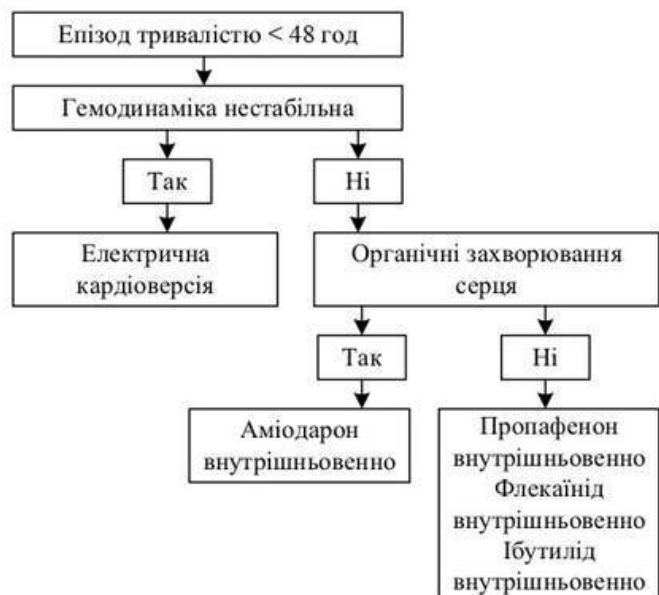 Епізод тривалістю < 48 год
Гемодинаміка нестабільна
Так
Ні
Електрична
кардіоверсія
Органічні захворювання
серця
Так
Ні
Аміодарон
внутрішньовенно
Пропафенон
внутрішньовенно
Флекаїнід
внутрішньовенно
Ібутилід
внутрішньовенно